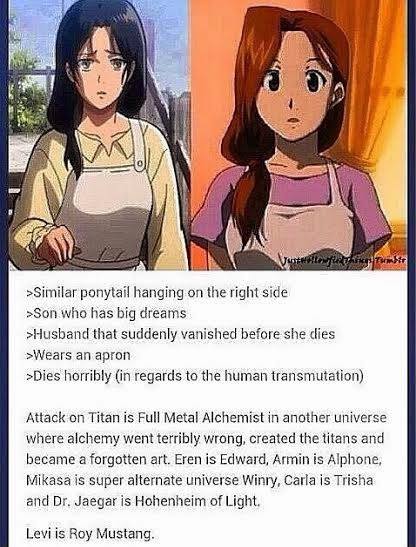 >Similar ponytail hanging on the right side
>Son who has big dreams
>Husband that suddenly vanished before she dies
>Wears an apron
>Dies horribly (in regards to the human transmutation)
Attack on Titan is Full Metal Alchemist in another universe
where alchemy went terribly wrong, created the titans and
became a forgotten art. Eren is Edward, Armin is Alphone,
Mikasa is super alternate universe Winry, Carla is Trisha
and Dr. Jaegar is Hohenheim of Light.
Levi is Roy Mustang.